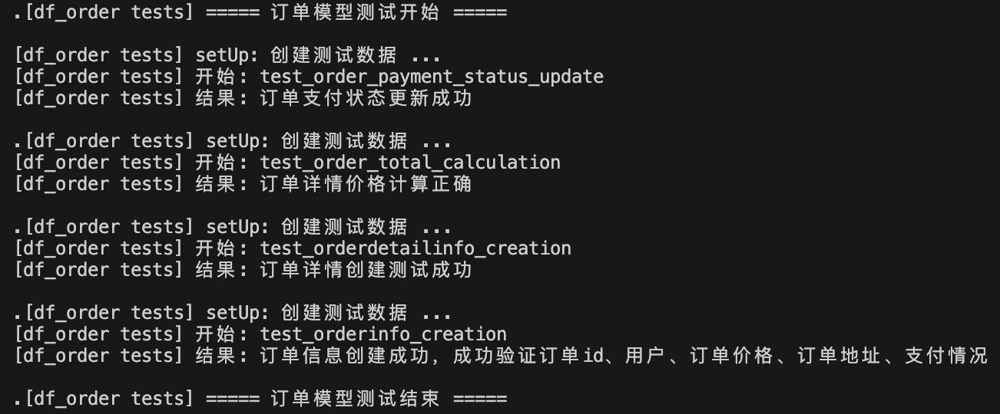 .[df_order tests] ===== 订单模型测试开始 =====
[df_order tests] setUp: 创建测试数据 ...
[df_order tests] 开始: test_order_payment_status_update
[df_order tests] 结果: 订单支付状态更新成功
.[df_order tests] setUp: 创建测试数据 ...
[df_order tests] 开始: test_order_total_calculation
[df_order tests] 结果: 订单详情价格计算正确
.[df_order tests] setUp: 创建测试数据 ...
[df_order tests] 开始: test_orderdetailinfo_creation
[df_order tests] 结果: 订单详情创建测试成功
.[df_order tests] setUp: 创建测试数据 ...
[df_order tests] 开始: test_orderinfo_creation
[df_order tests] 结果: 订单信息创建成功, 成功验证订单id、用户、订单价格、订单地址、支付情况
.[df_order tests] ===== 订单模型测试结束 =====